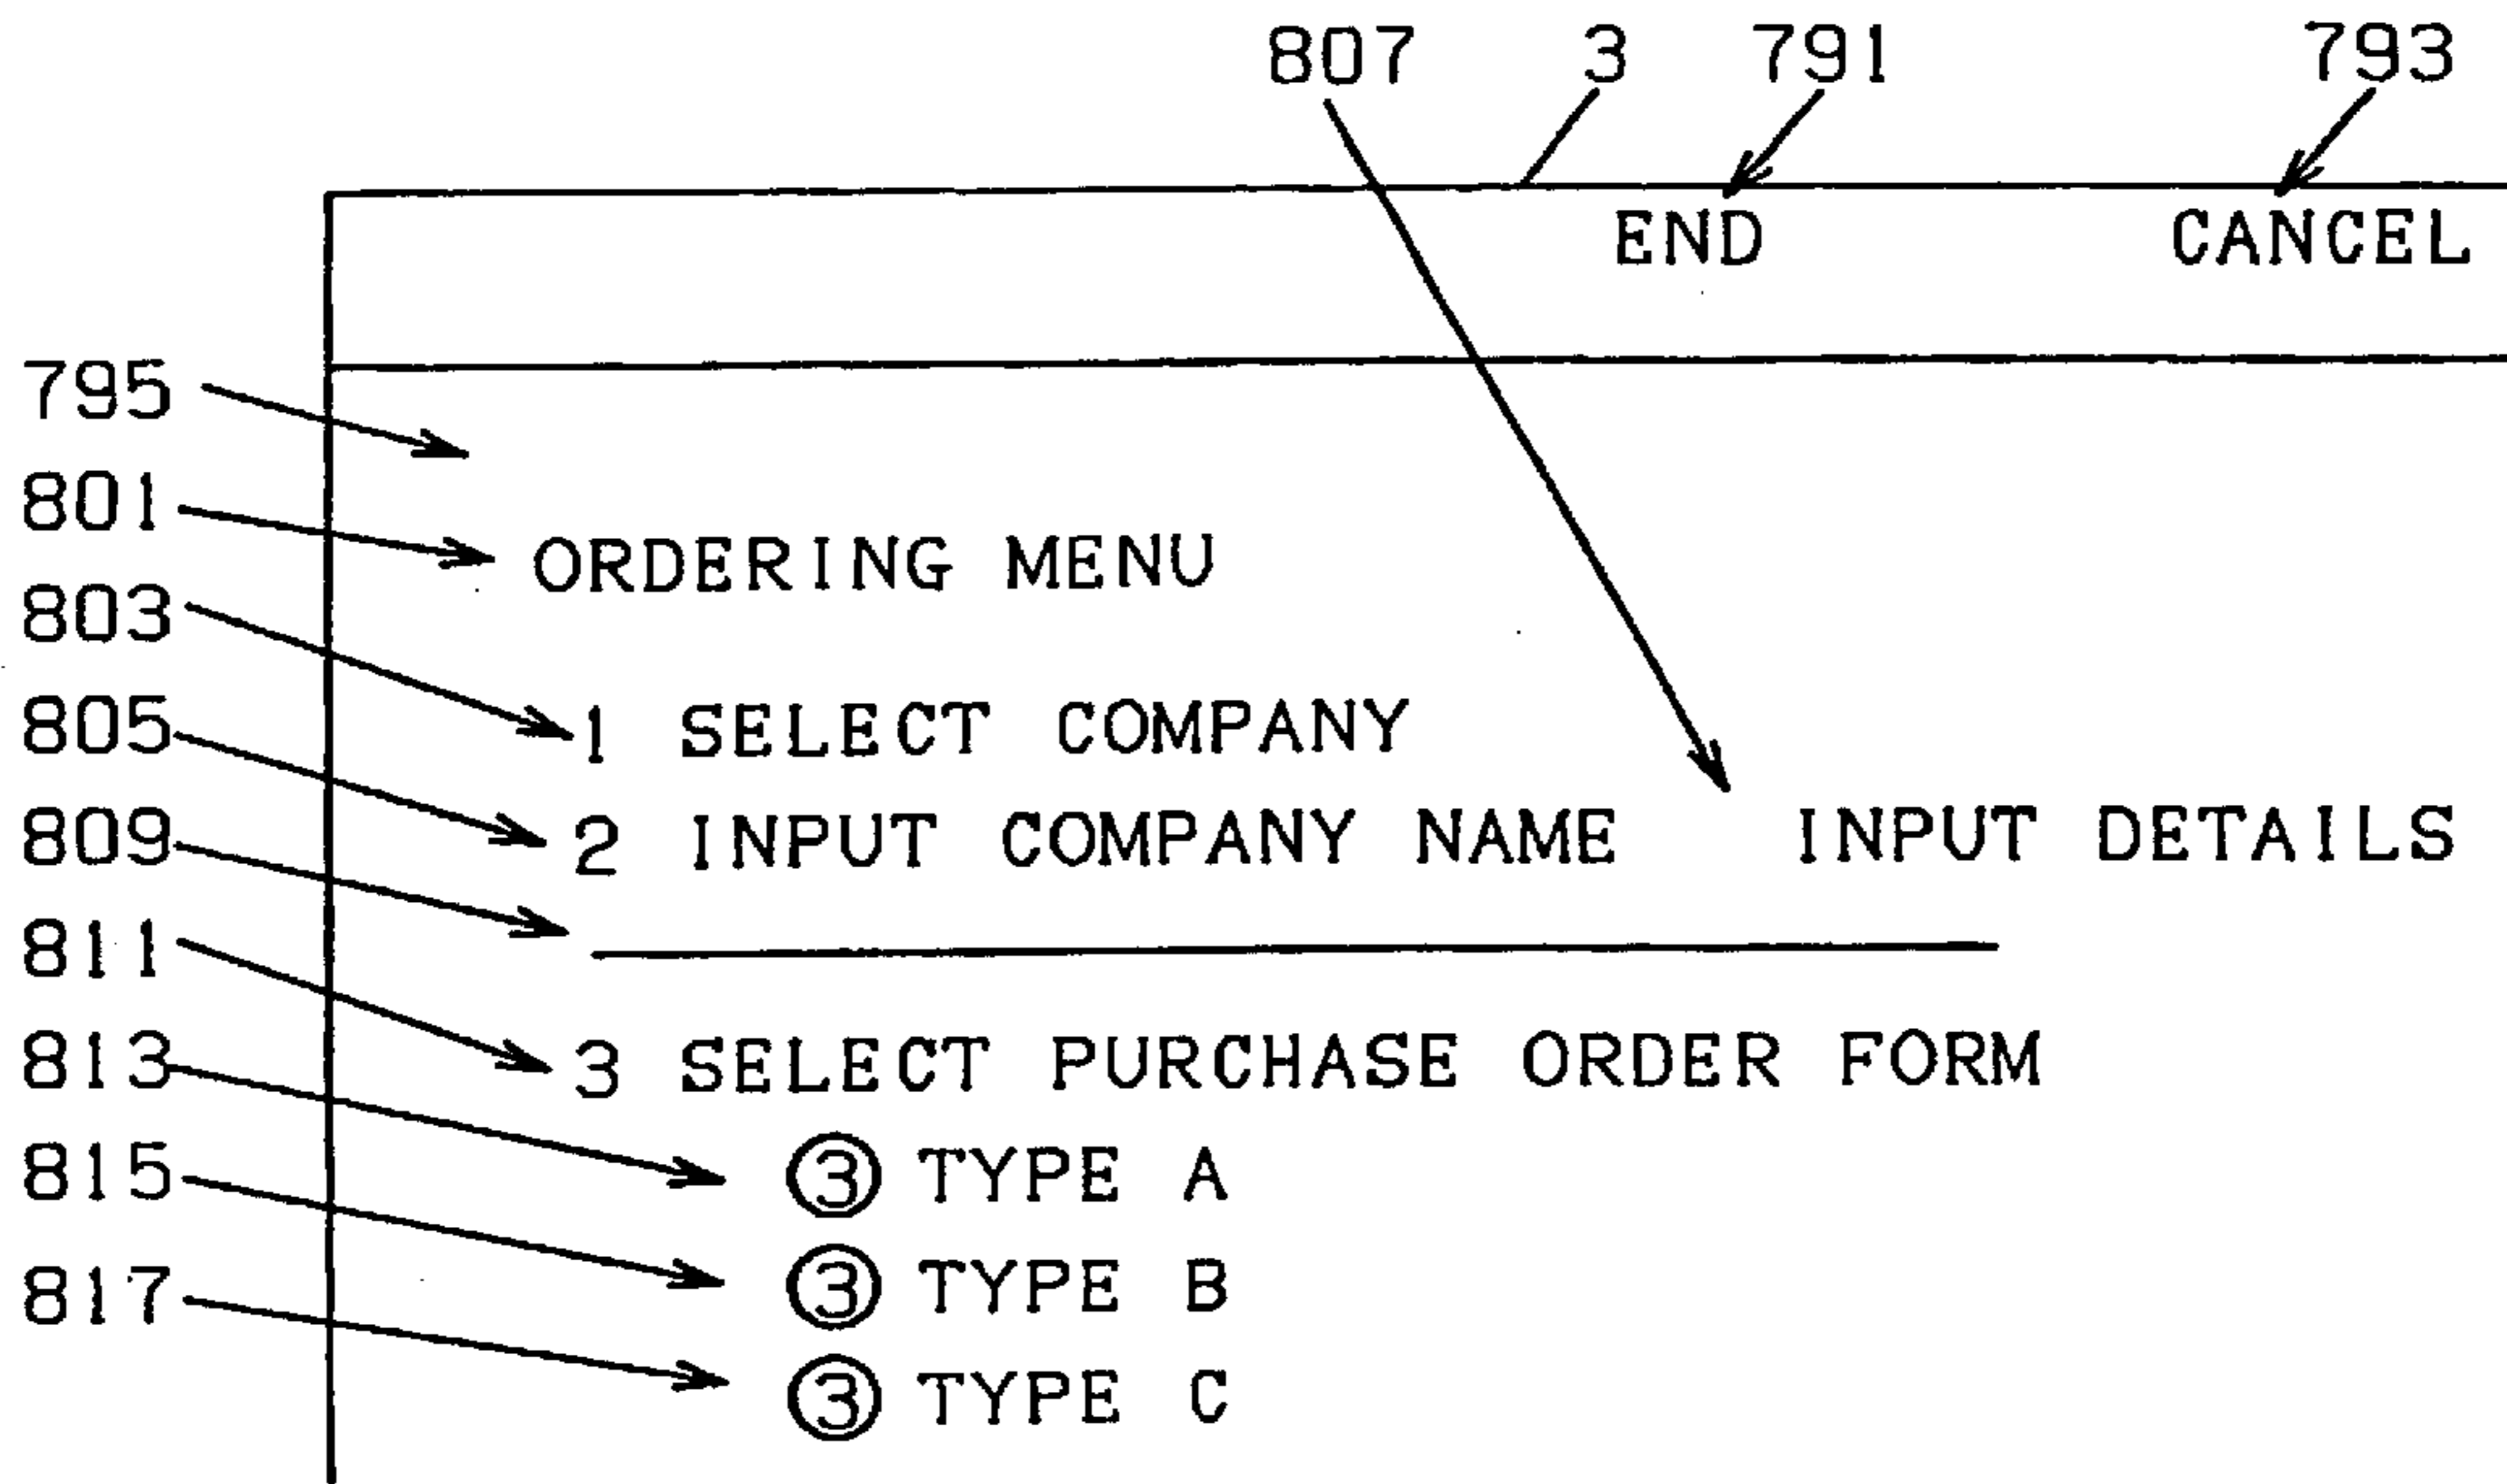 807 3 791 793
END CANCEL
795
801 ORDERING MENU
803
1 SELECT COMPANY
805
2 INPUT COMPANY NAME INPUT DETAILS
809
811
3 SELECT PURCHASE ORDER FORM
813
③ TYPE A
815
③ TYPE B
817
③ TYPE C